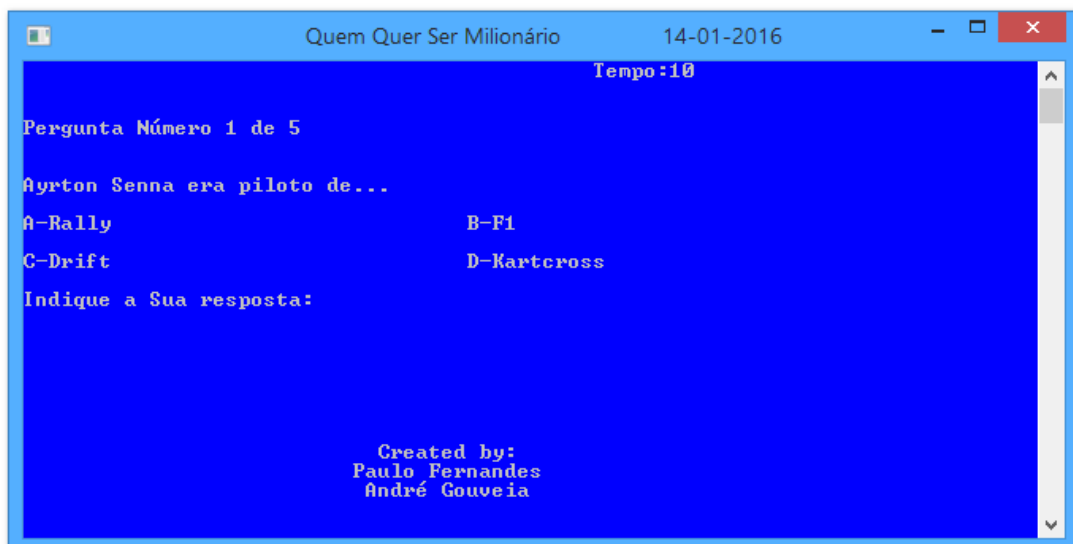 Quem Quer Ser Milionário 14-01-2016
Tempo:10
Pergunta Número 1 de 5
Ayrton Senna era piloto de...
A-Rally B-F1
C-Drift D-Kartcross
Indique a Sua resposta:
Created by:
Paulo Fernandes
André Gouveia